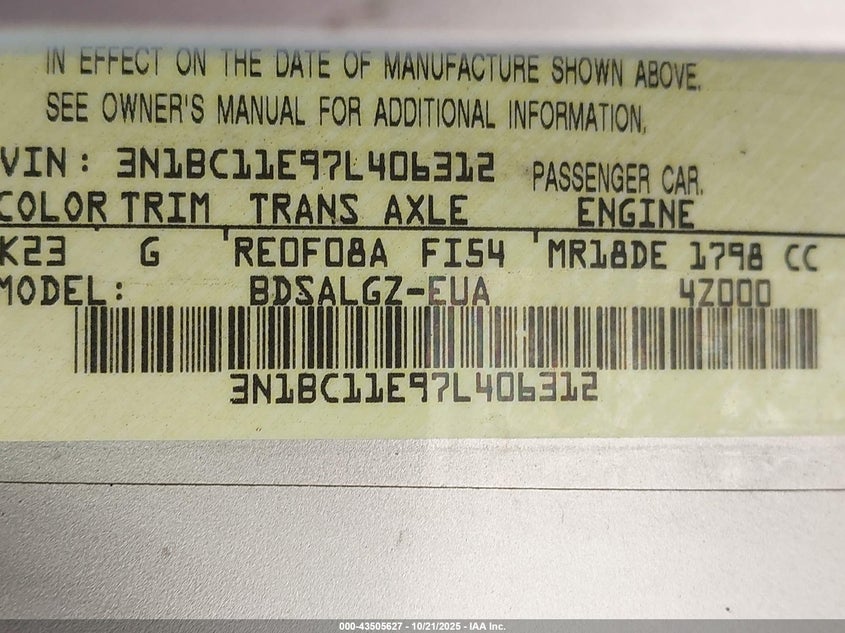 IN EFFECT ON THE DATE OF MANUFACTURE SHOWN ABOVE.
SEE OWNER'S MANUAL FOR ADDITIONAL INFORMATION.
VIN: 3N1BC11E97L406312 PASSENGER CAR.
COLOR TRIM TRANS AXLE ENGINE
K23 G RE0F08A FI54 MR18DE 1798 CC
MODEL: BDSALGZ-EUA 4Z000
3N1BC11E97L406312
000-43505627 - 10/21/2025 - IAA Inc.